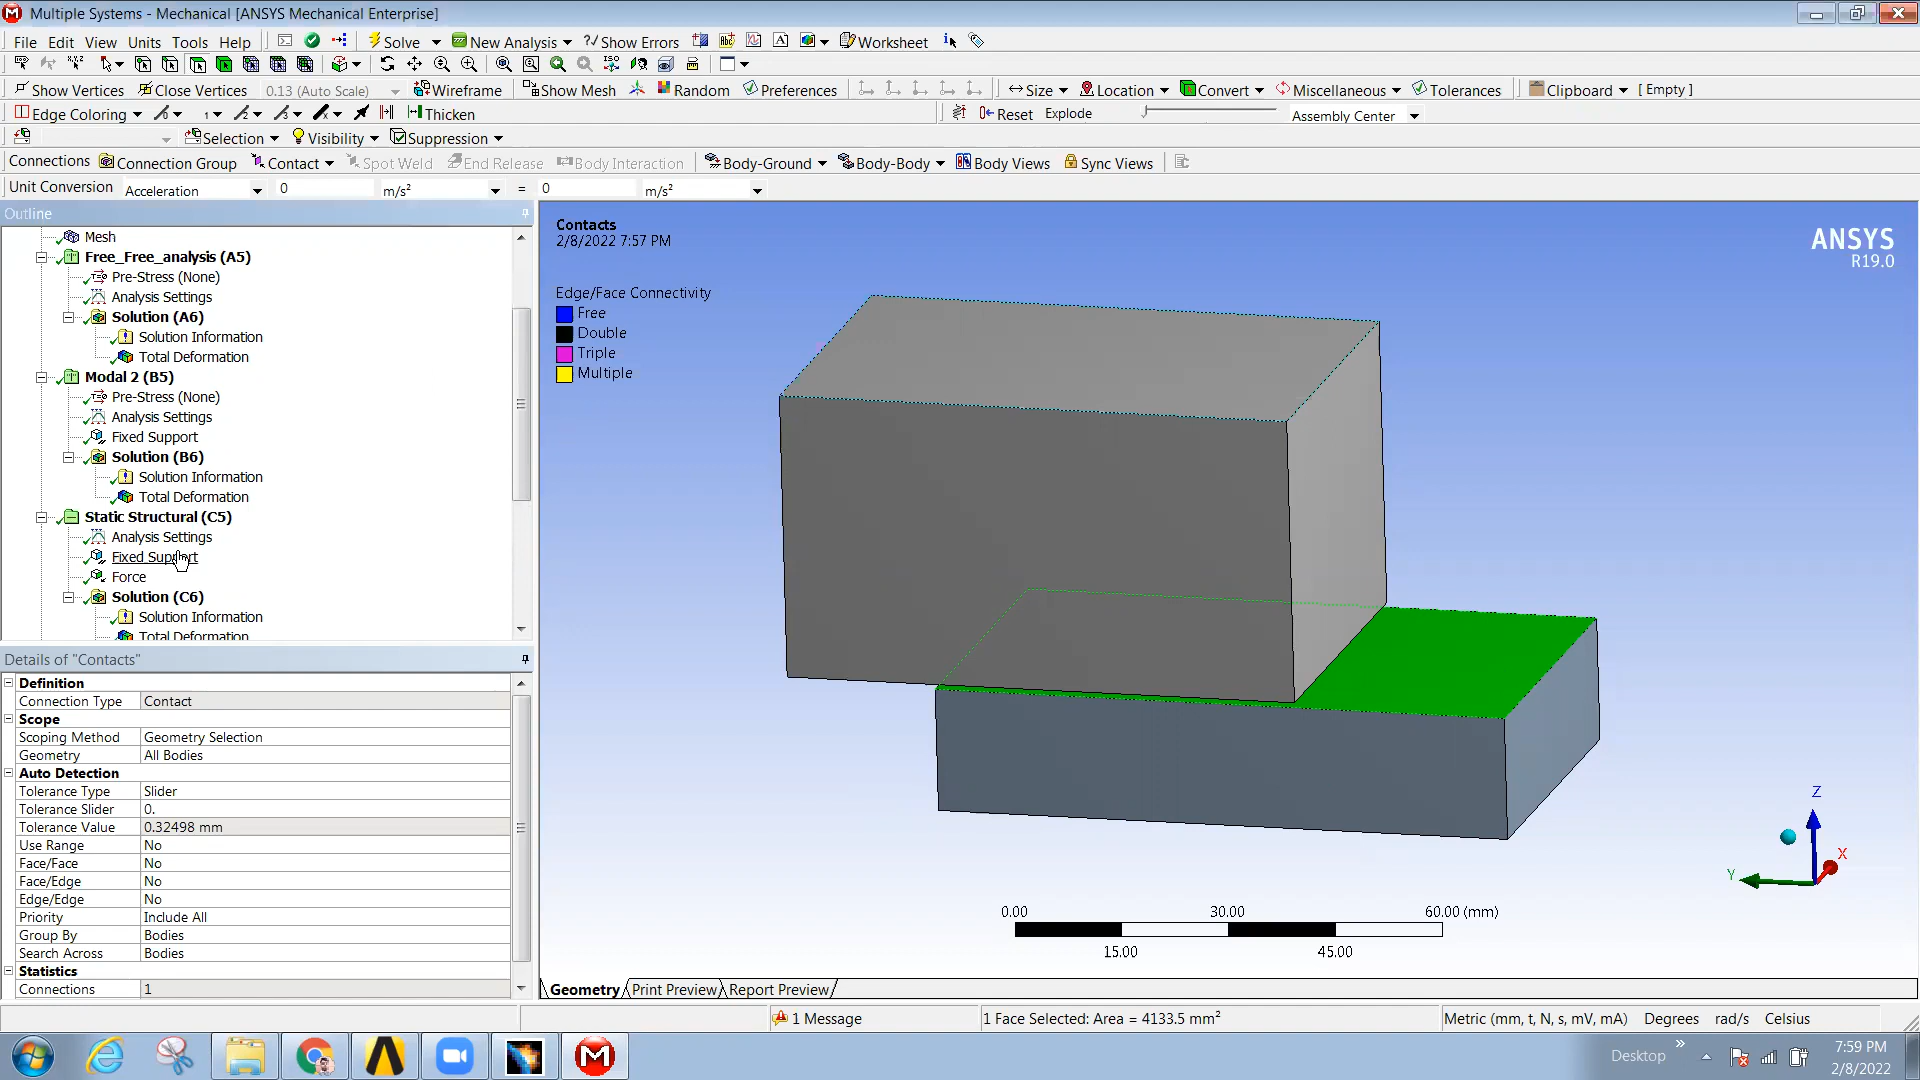 Multiple Systems - Mechanical [ANSYS Mechanical Enterprise]
File Edit View Units Tools Help Solve New Analysis ?/ Show Errors Worksheet i
Show Vertices Close Vertices 0.13 (Auto Scale) Wireframe Show Mesh Random Preferences Size Location Convert Miscellaneous Tolerances Clipboard [ Empty ]
Edge Coloring Thicken Reset Explode Assembly Center
Selection Visibility Suppression
Connections Connection Group Contact Spot Weld End Release Body Interaction Body-Ground Body-Body Body Views Sync Views
Unit Conversion Acceleration 0 m/s² = 0 m/s²
Outline
Mesh
Free_Free_analysis (A5)
Pre-Stress (None)
Analysis Settings
Solution (A6)
Solution Information
Total Deformation
Modal 2 (B5)
Pre-Stress (None)
Analysis Settings
Fixed Support
Solution (B6)
Solution Information
Total Deformation
Static Structural (C5)
Analysis Settings
Fixed Support
Force
Solution (C6)
Solution Information
Total Deformation
Details of "Contacts"
Definition
Connection Type Contact
Scope
Scoping Method Geometry Selection
Geometry All Bodies
Auto Detection
Tolerance Type Slider
Tolerance Slider 0.
Tolerance Value 0.32498 mm
Use Range No
Face/Face No
Face/Edge No
Edge/Edge No
Priority Include All
Group By Bodies
Search Across Bodies
Statistics
Connections 1
Contacts
2/8/2022 7:57 PM
Edge/Face Connectivity
Free
Double
Triple
Multiple
ANSYS
R19.0
Z
X
Y
0.00 30.00 60.00 (mm)
15.00 45.00
Geometry Print Preview Report Preview
1 Message 1 Face Selected: Area = 4133.5 mm² Metric (mm, t, N, s, mV, mA) Degrees rad/s Celsius
Desktop » 7:59 PM
2/8/2022